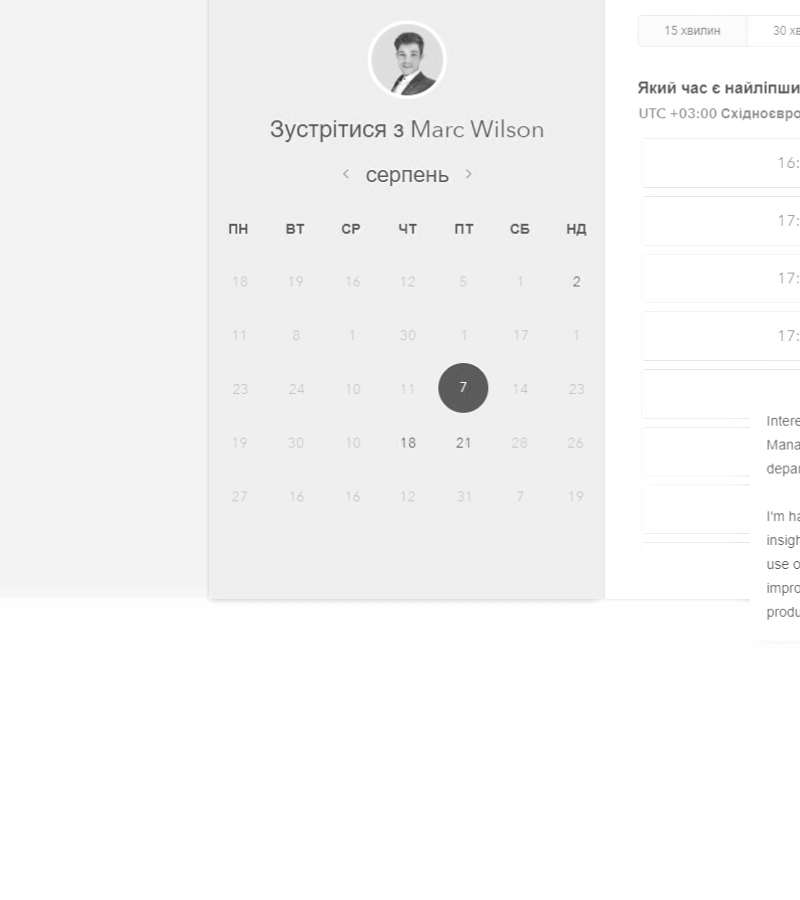 15 хвилин 30 хв
Зустрітися з Marc Wilson
Який час є найліпши
UTC +03:00 Східноєвро
серпень
ПН ВТ СР ЧТ ПТ СБ НД
18 19 16 12 5 1 2
11 8 1 30 1 17 1
23 24 10 11 7 14 23
19 30 10 18 21 28 26
27 16 16 12 31 7 19
16:
17:
17:
17:
Intere
Mana
depar
I'm ha
insigh
use o
impro
produ